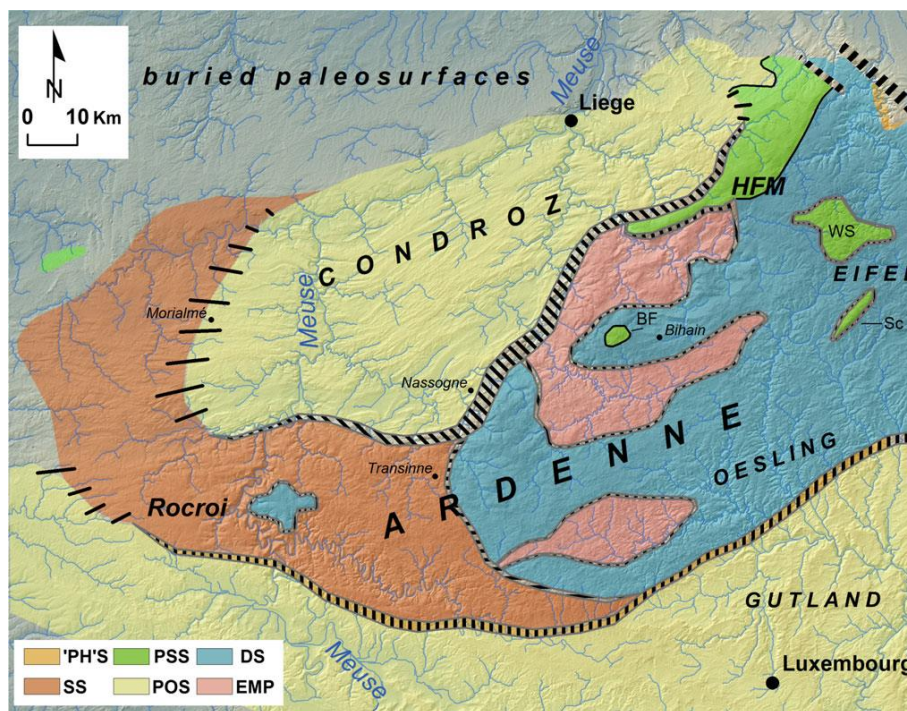 N
0 10 Km
buried paleosurfaces
Meuse
Liege
HFM
WS
EIFEL
Sc
CONDROZ
Meuse
Morialmé
BF
Bihain
Nassogne
Transinne
ARDENNE
OESLING
Rocroi
GUTLAND
Meuse
Luxembourg
'PH'S PSS DS
SS POS EMP